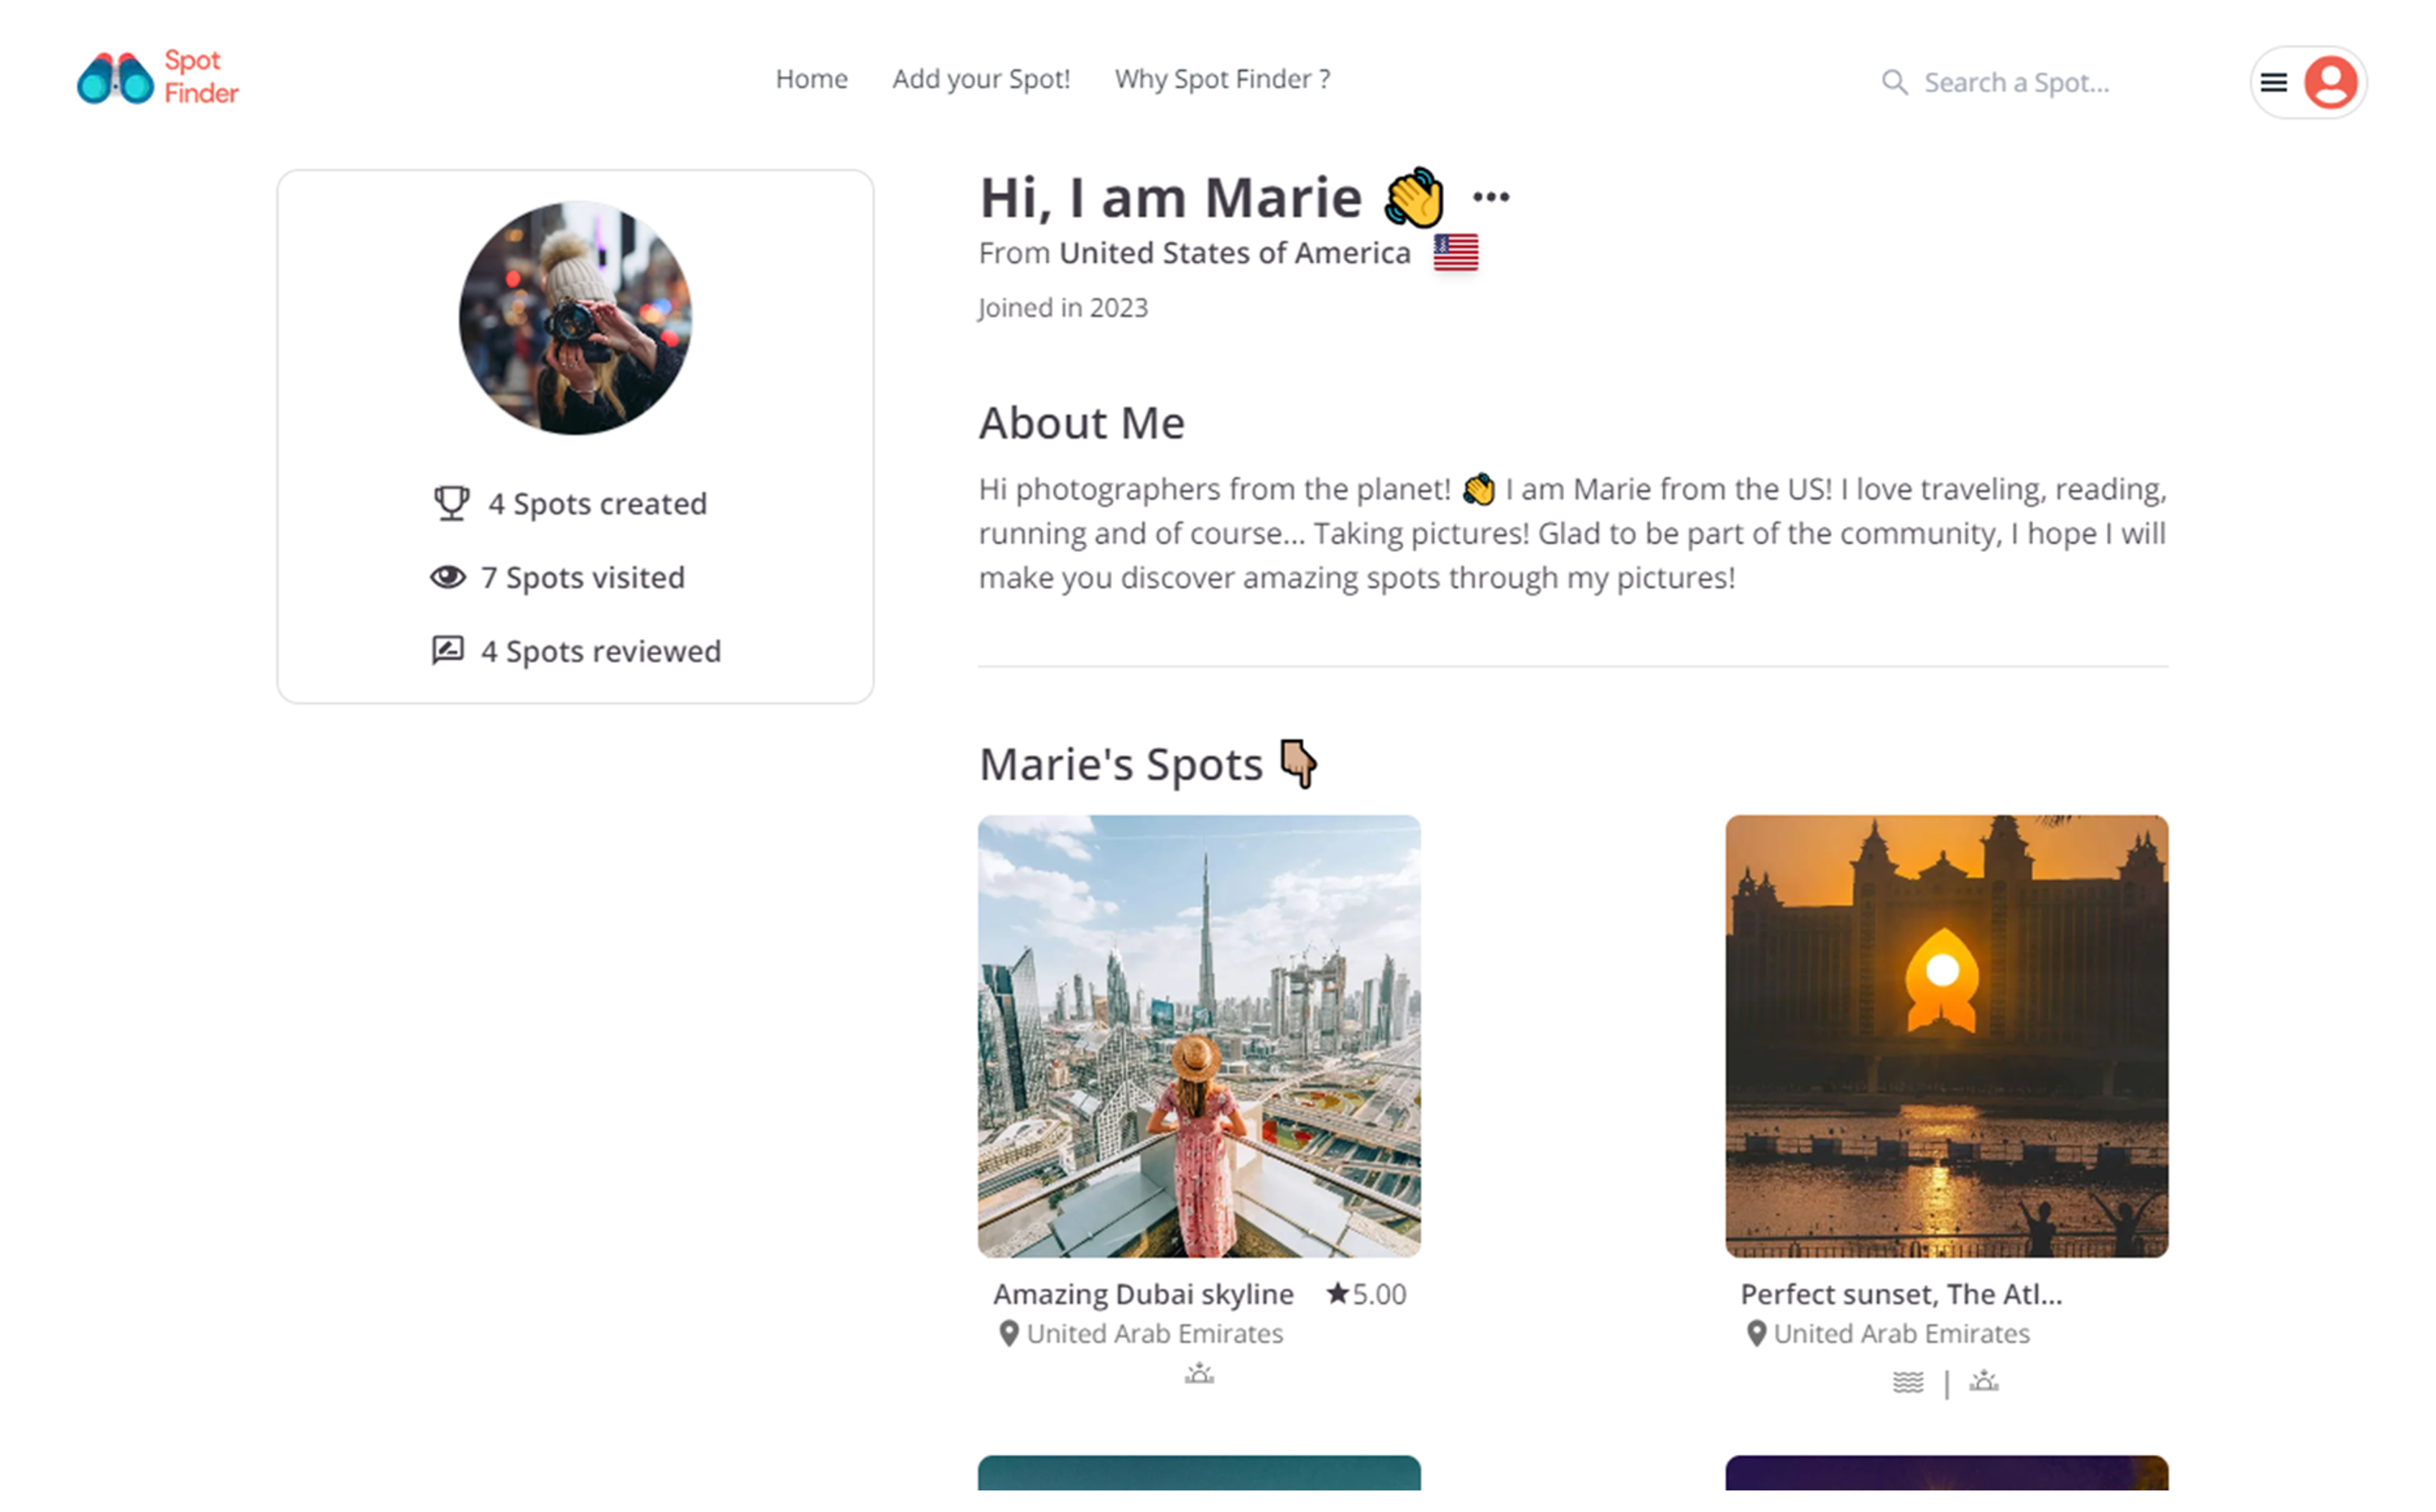 Spot
Finder
Home
Add your Spot!
Why Spot Finder ?
Search a Spot...
4 Spots created
7 Spots visited
4 Spots reviewed
Hi, I am Marie 👋 •••
From United States of America
Joined in 2023
About Me
Hi photographers from the planet! 👋 I am Marie from the US! I love traveling, reading,
running and of course... Taking pictures! Glad to be part of the community, I hope I will
make you discover amazing spots through my pictures!
Marie's Spots 👇🏼
Amazing Dubai skyline ★5.00
United Arab Emirates
Perfect sunset, The Atl...
United Arab Emirates